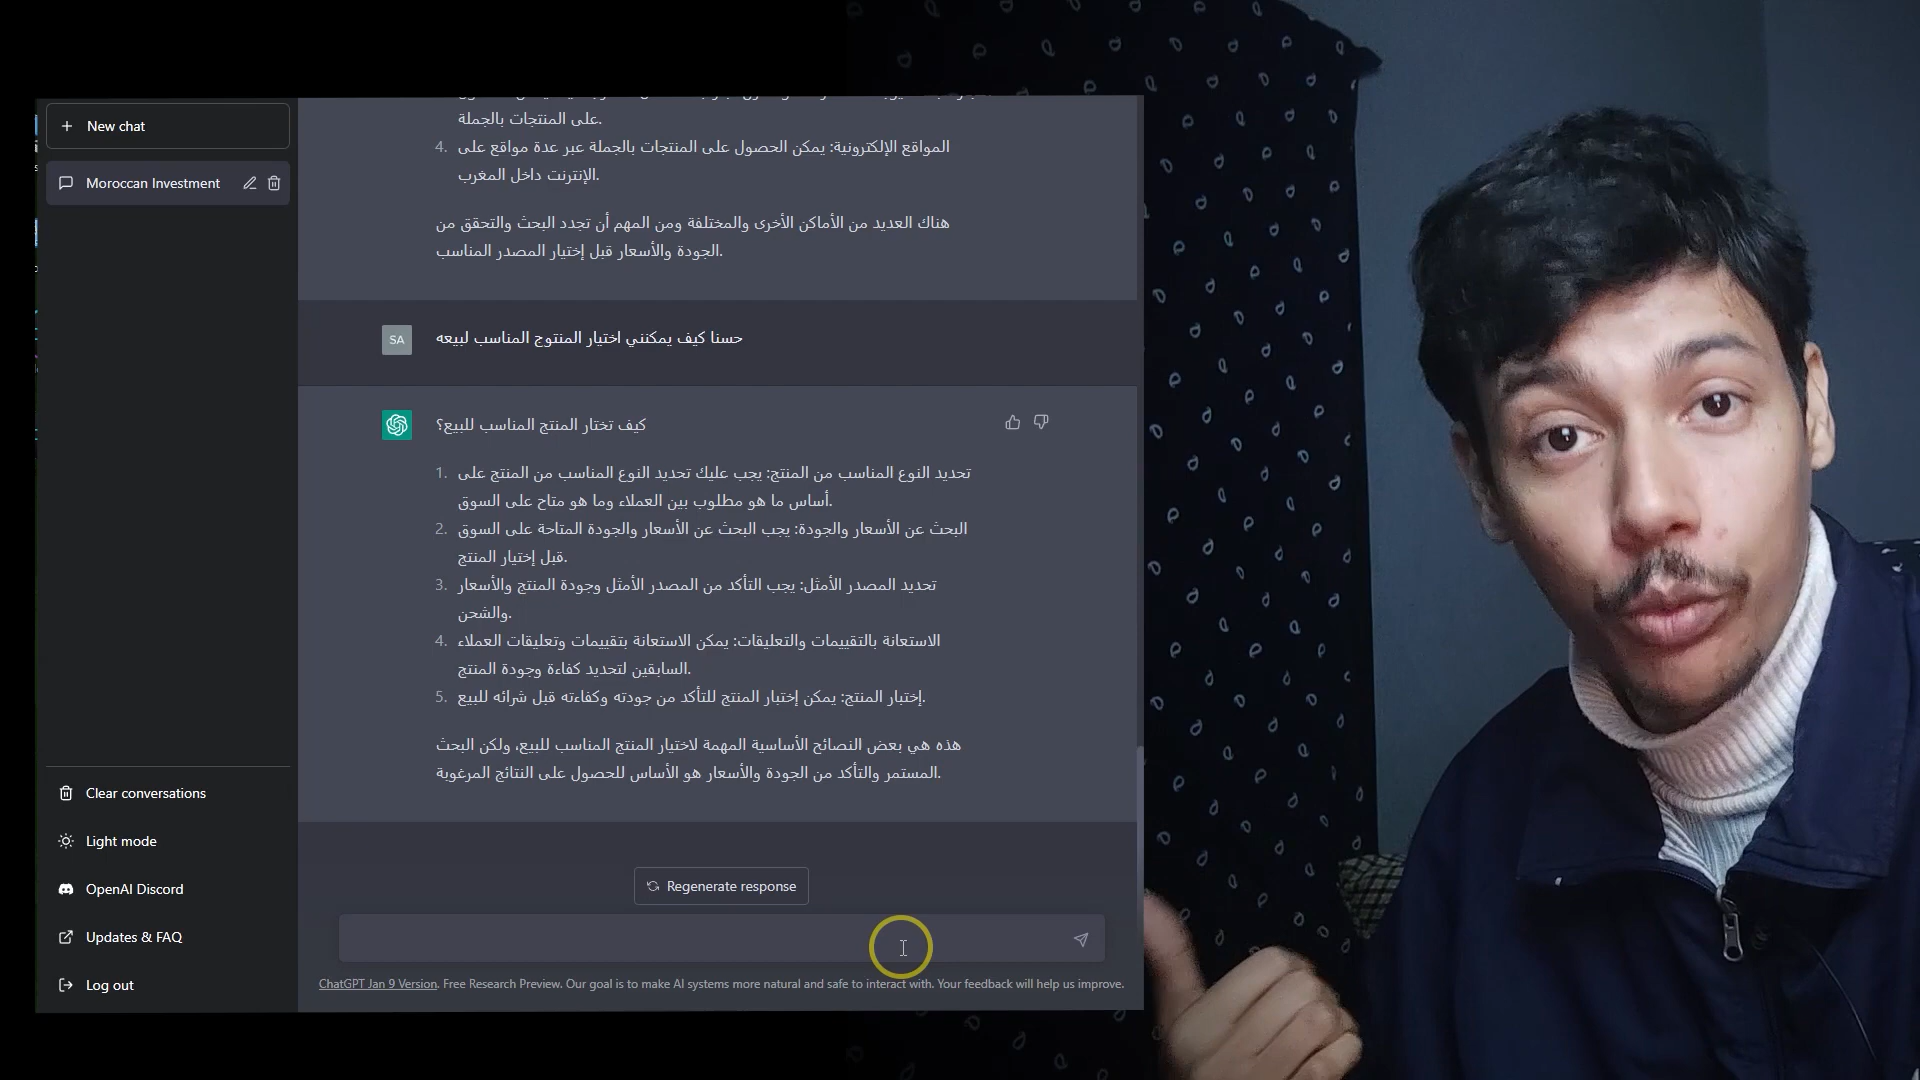 New chat
Moroccan Investment
على المنتجات بالجملة.
4. المواقع الإلكترونية: يمكن الحصول على المنتجات بالجملة عبر عدة مواقع على
الإنترنت داخل المغرب.
هناك العديد من الأماكن الأخرى والمختلفة ومن المهم أن تجدد البحث والتحقق من
الجودة والأسعار قبل إختيار المصدر المناسب.
SA
حسنا كيف يمكنني اختيار المنتوج المناسب لبيعه
كيف تختار المنتج المناسب للبيع؟
1. تحديد النوع المناسب من المنتج: يجب عليك تحديد النوع المناسب من المنتج على
أساس ما هو مطلوب بين العملاء وما هو متاح على السوق.
2. البحث عن الأسعار والجودة: يجب البحث عن الأسعار والجودة المتاحة على السوق
قبل إختيار المنتج.
3. تحديد المصدر الأمثل: يجب التأكد من المصدر الأمثل وجودة المنتج والأسعار
والشحن.
4. الاستعانة بالتقييمات والتعليقات: يمكن الاستعانة بتقييمات وتعليقات العملاء
السابقين لتحديد كفاءة وجودة المنتج.
5. إختبار المنتج: يمكن إختبار المنتج للتأكد من جودته وكفاءته قبل شرائه للبيع.
هذه هي بعض النصائح الأساسية المهمة لاختيار المنتج المناسب للبيع، ولكن البحث
المستمر والتأكد من الجودة والأسعار هو الأساس للحصول على النتائج المرغوبة.
Clear conversations
Light mode
OpenAI Discord
Updates & FAQ
Log out
Regenerate response
ChatGPT Jan 9 Version. Free Research Preview. Our goal is to make AI systems more natural and safe to interact with. Your feedback will help us improve.